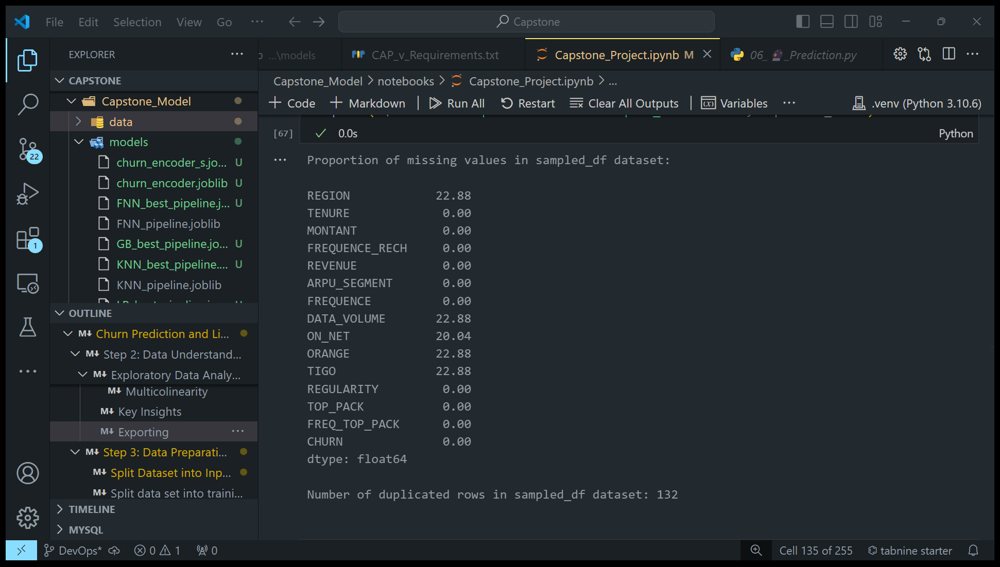 File Edit Selection View Go ··· Capstone
EXPLORER ···
...\models
CAP_v_Requirements.txt
Capstone_Project.ipynb M
06_ _Prediction.py
CAPSTONE
Capstone_Model > notebooks > Capstone_Project.ipynb > ...
Capstone_Model
data
models
churn_encoder_s.jo... U
churn_encoder.joblib U
FNN_best_pipeline.j... U
FNN_pipeline.joblib
GB_best_pipeline.jo... U
KNN_best_pipeline.... U
KNN_pipeline.joblib
22
1
OUTLINE
M↓ Churn Prediction and Li...
M↓ Step 2: Data Understand...
M↓ Exploratory Data Analy...
M↓ Multicolinearity
M↓ Key Insights
M↓ Exporting ···
M↓ Step 3: Data Preparati...
M↓ Split Dataset into Inp...
M↓ Split data set into traini...
TIMELINE
MYSQL
+ Code + Markdown | Run All Restart Clear All Outputs | (x) Variables ··· .venv (Python 3.10.6)
[67] ✓ 0.0s Python
··· Proportion of missing values in sampled_df dataset:
REGION 22.88
TENURE 0.00
MONTANT 0.00
FREQUENCE_RECH 0.00
REVENUE 0.00
ARPU_SEGMENT 0.00
FREQUENCE 0.00
DATA_VOLUME 22.88
ON_NET 20.04
ORANGE 22.88
TIGO 22.88
REGULARITY 0.00
TOP_PACK 0.00
FREQ_TOP_PACK 0.00
CHURN 0.00
dtype: float64
Number of duplicated rows in sampled_df dataset: 132
DevOps* 0 1 0 Cell 135 of 255 tabnine starter